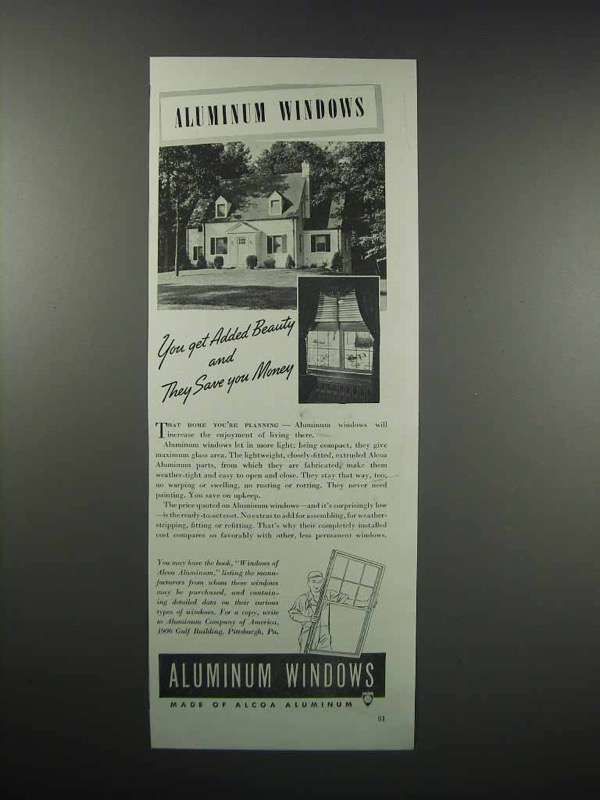 ALUMINUM WINDOWS
You get Added Beauty
and
They Save you Money
THAT HOME YOU'RE PLANNING — Aluminum windows will
increase the enjoyment of living there.
Aluminum windows let in more light; being compact, they give
maximum glass area. The lightweight, closely-fitted, extruded Alcoa
Aluminum parts, from which they are fabricated, make them
weather-tight and easy to open and close. They stay that way, too,—
no warping or swelling, no rusting or rotting. They never need
painting. You save on upkeep.
The price quoted on Aluminum windows—and it's surprisingly low
—is the ready-to-use cost. No extras to add for assembling, for weather-
stripping, fitting or refitting. That's why their completely installed
cost compares so favorably with other, less permanent windows.
You may have the book, "Windows of
Alcoa Aluminum," listing the manu-
facturers from whom these windows
may be purchased, and contain-
ing detailed data on their various
types of windows. For a copy, write
to Aluminum Company of America,
1906 Gulf Building, Pittsburgh, Pa.
ALUMINUM WINDOWS
MADE OF ALCOA ALUMINUM
81